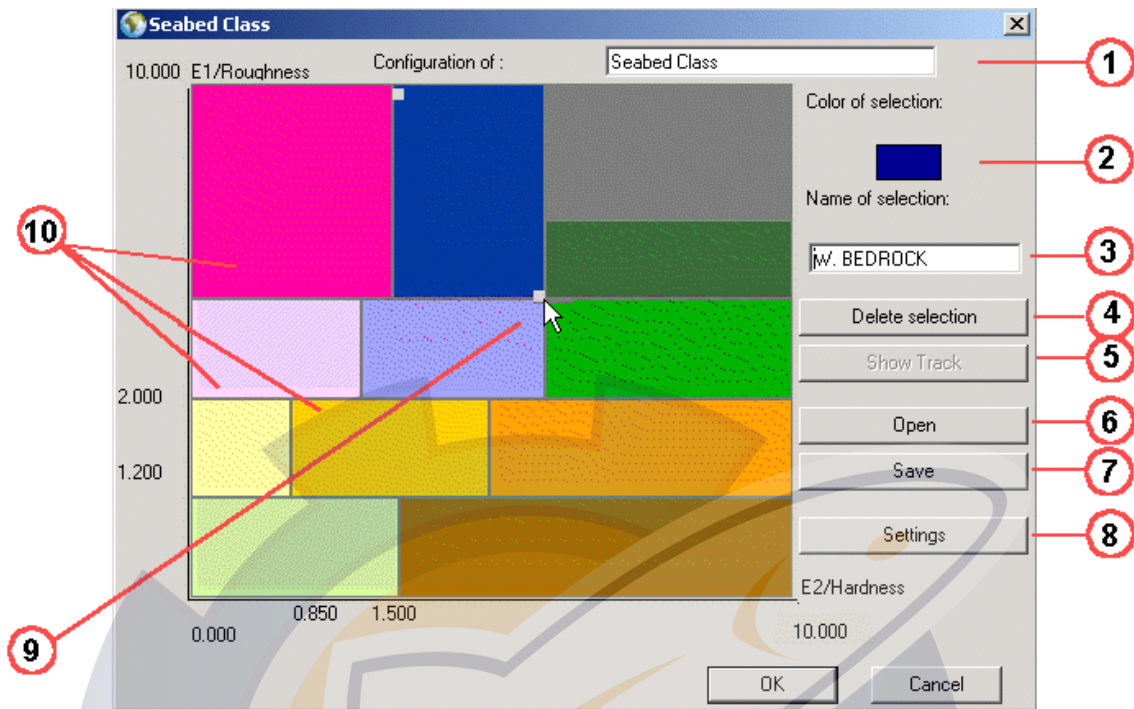 Seabed Class
Configuration of : Seabed Class
10.000 E1/Roughness
1
Color of selection:
2
Name of selection:
10
W. BEDROCK
3
Delete selection
4
Show Track
5
2.000
Open
6
1.200
Save
7
Settings
8
E2/Hardness
0.850 1.500
0.000
10.000
9
OK
Cancel